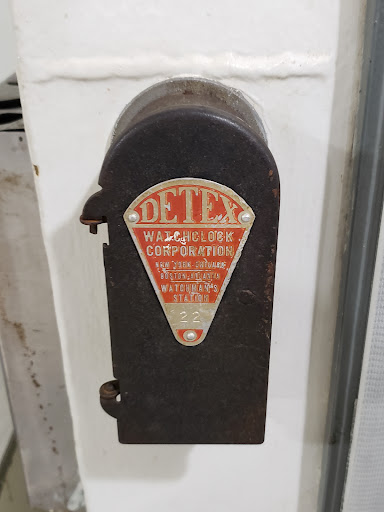 DETEX
WATCHCLOCK
CORPORATION
NEW YORK CHICAGO
BOSTON ATLANTA
WATCHMAN'S
STATION
22